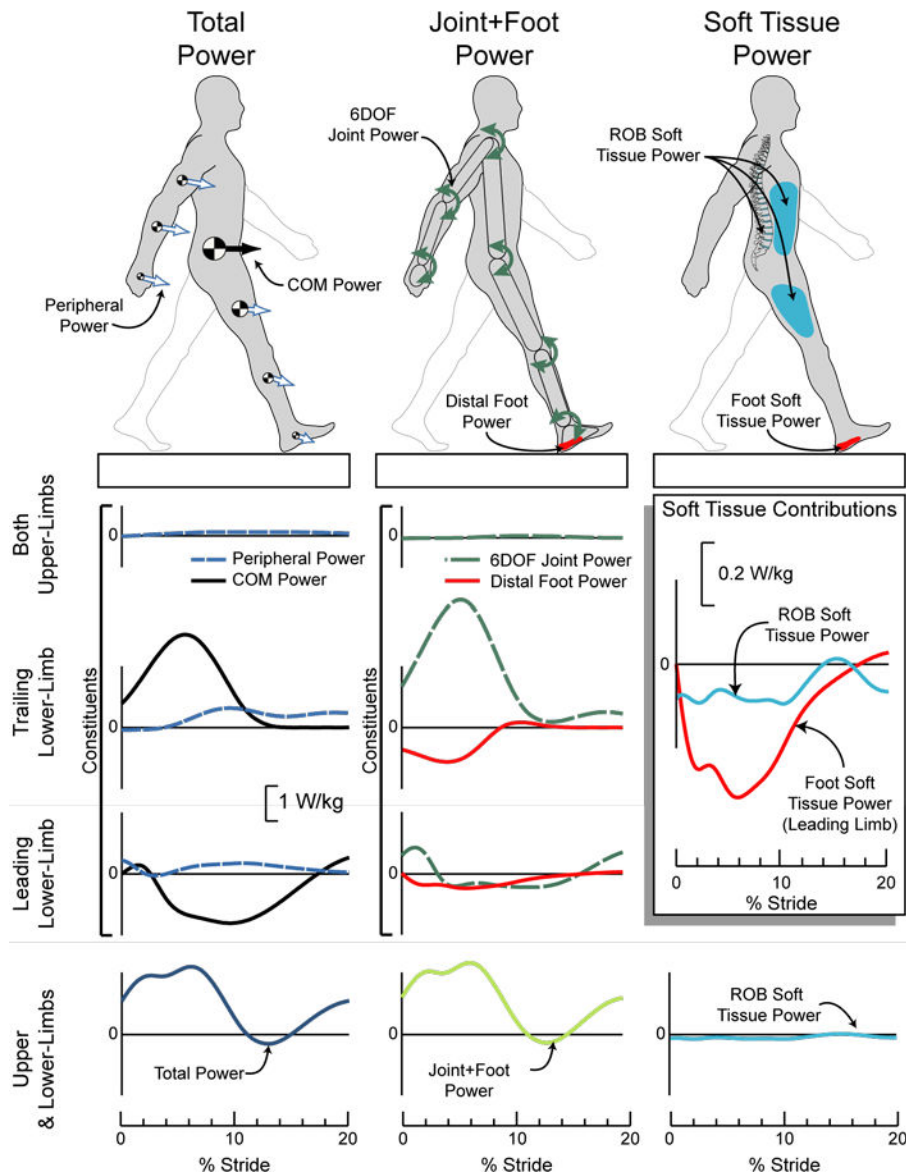 Total
Power
Joint+Foot
Power
Soft Tissue
Power
6DOF
Joint Power
ROB Soft
Tissue Power
COM Power
Peripheral
Power
Distal Foot
Power
Foot Soft
Tissue Power
Both
Upper-Limbs
Trailing
Lower-Limb
Leading
Lower-Limb
Upper
& Lower-Limbs
Constituents
0
Peripheral Power
COM Power
0
1 W/kg
0
Constituents
0
6DOF Joint Power
Distal Foot Power
0
0
Soft Tissue Contributions
0.2 W/kg
ROB Soft
Tissue Power
0
Foot Soft
Tissue Power
(Leading Limb)
0 10 20
% Stride
0
Total Power
0 10 20
% Stride
0
Joint+Foot
Power
0 10 20
% Stride
ROB Soft
Tissue Power
0
0 10 20
% Stride